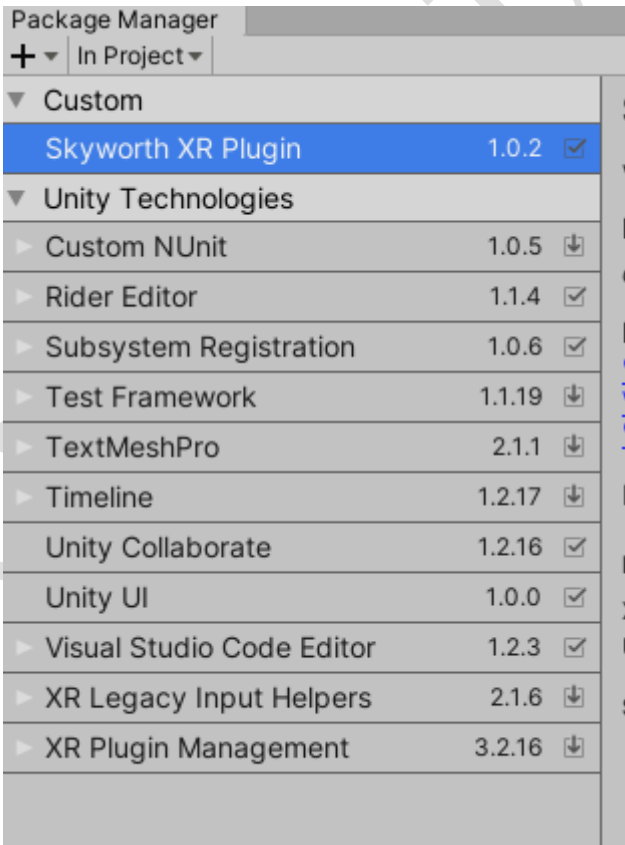 Package Manager
+ In Project
Custom
Skyworth XR Plugin 1.0.2
Unity Technologies
Custom NUnit 1.0.5
Rider Editor 1.1.4
Subsystem Registration 1.0.6
Test Framework 1.1.19
TextMeshPro 2.1.1
Timeline 1.2.17
Unity Collaborate 1.2.16
Unity UI 1.0.0
Visual Studio Code Editor 1.2.3
XR Legacy Input Helpers 2.1.6
XR Plugin Management 3.2.16